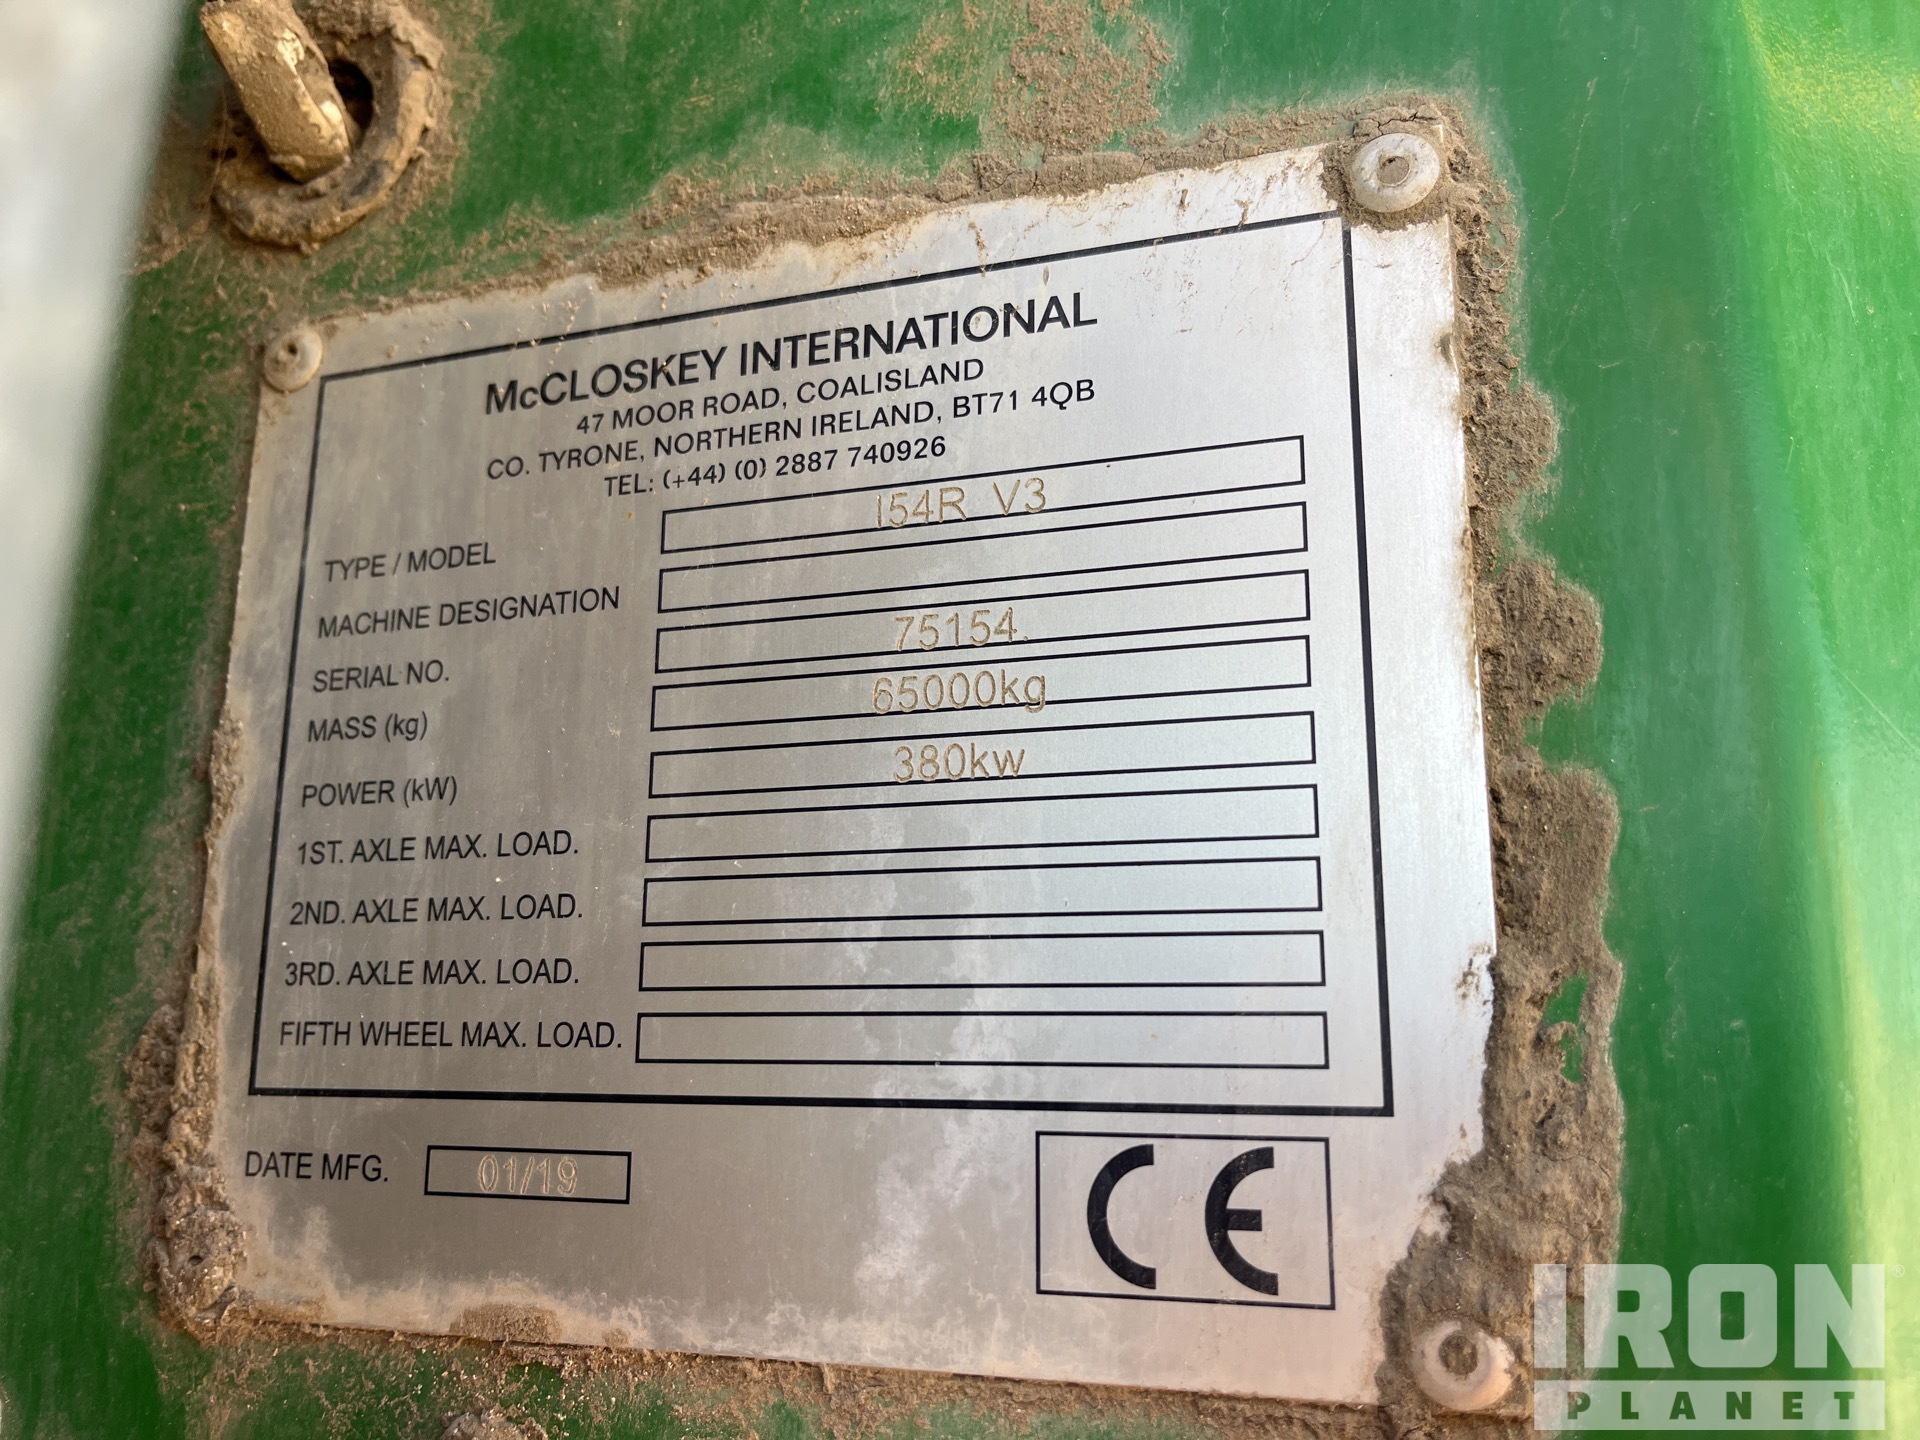 McCLOSKEY INTERNATIONAL
47 MOOR ROAD, COALISLAND
CO. TYRONE, NORTHERN IRELAND, BT71 4QB
TEL: (+44) (0) 2887 740926
TYPE / MODEL I54R V3
MACHINE DESIGNATION
SERIAL NO. 75154.
MASS (kg) 65000kg
POWER (kW) 380kw
1ST. AXLE MAX. LOAD.
2ND. AXLE MAX. LOAD.
3RD. AXLE MAX. LOAD.
FIFTH WHEEL MAX. LOAD.
DATE MFG. 01/19
CE
IRON®
PLANET